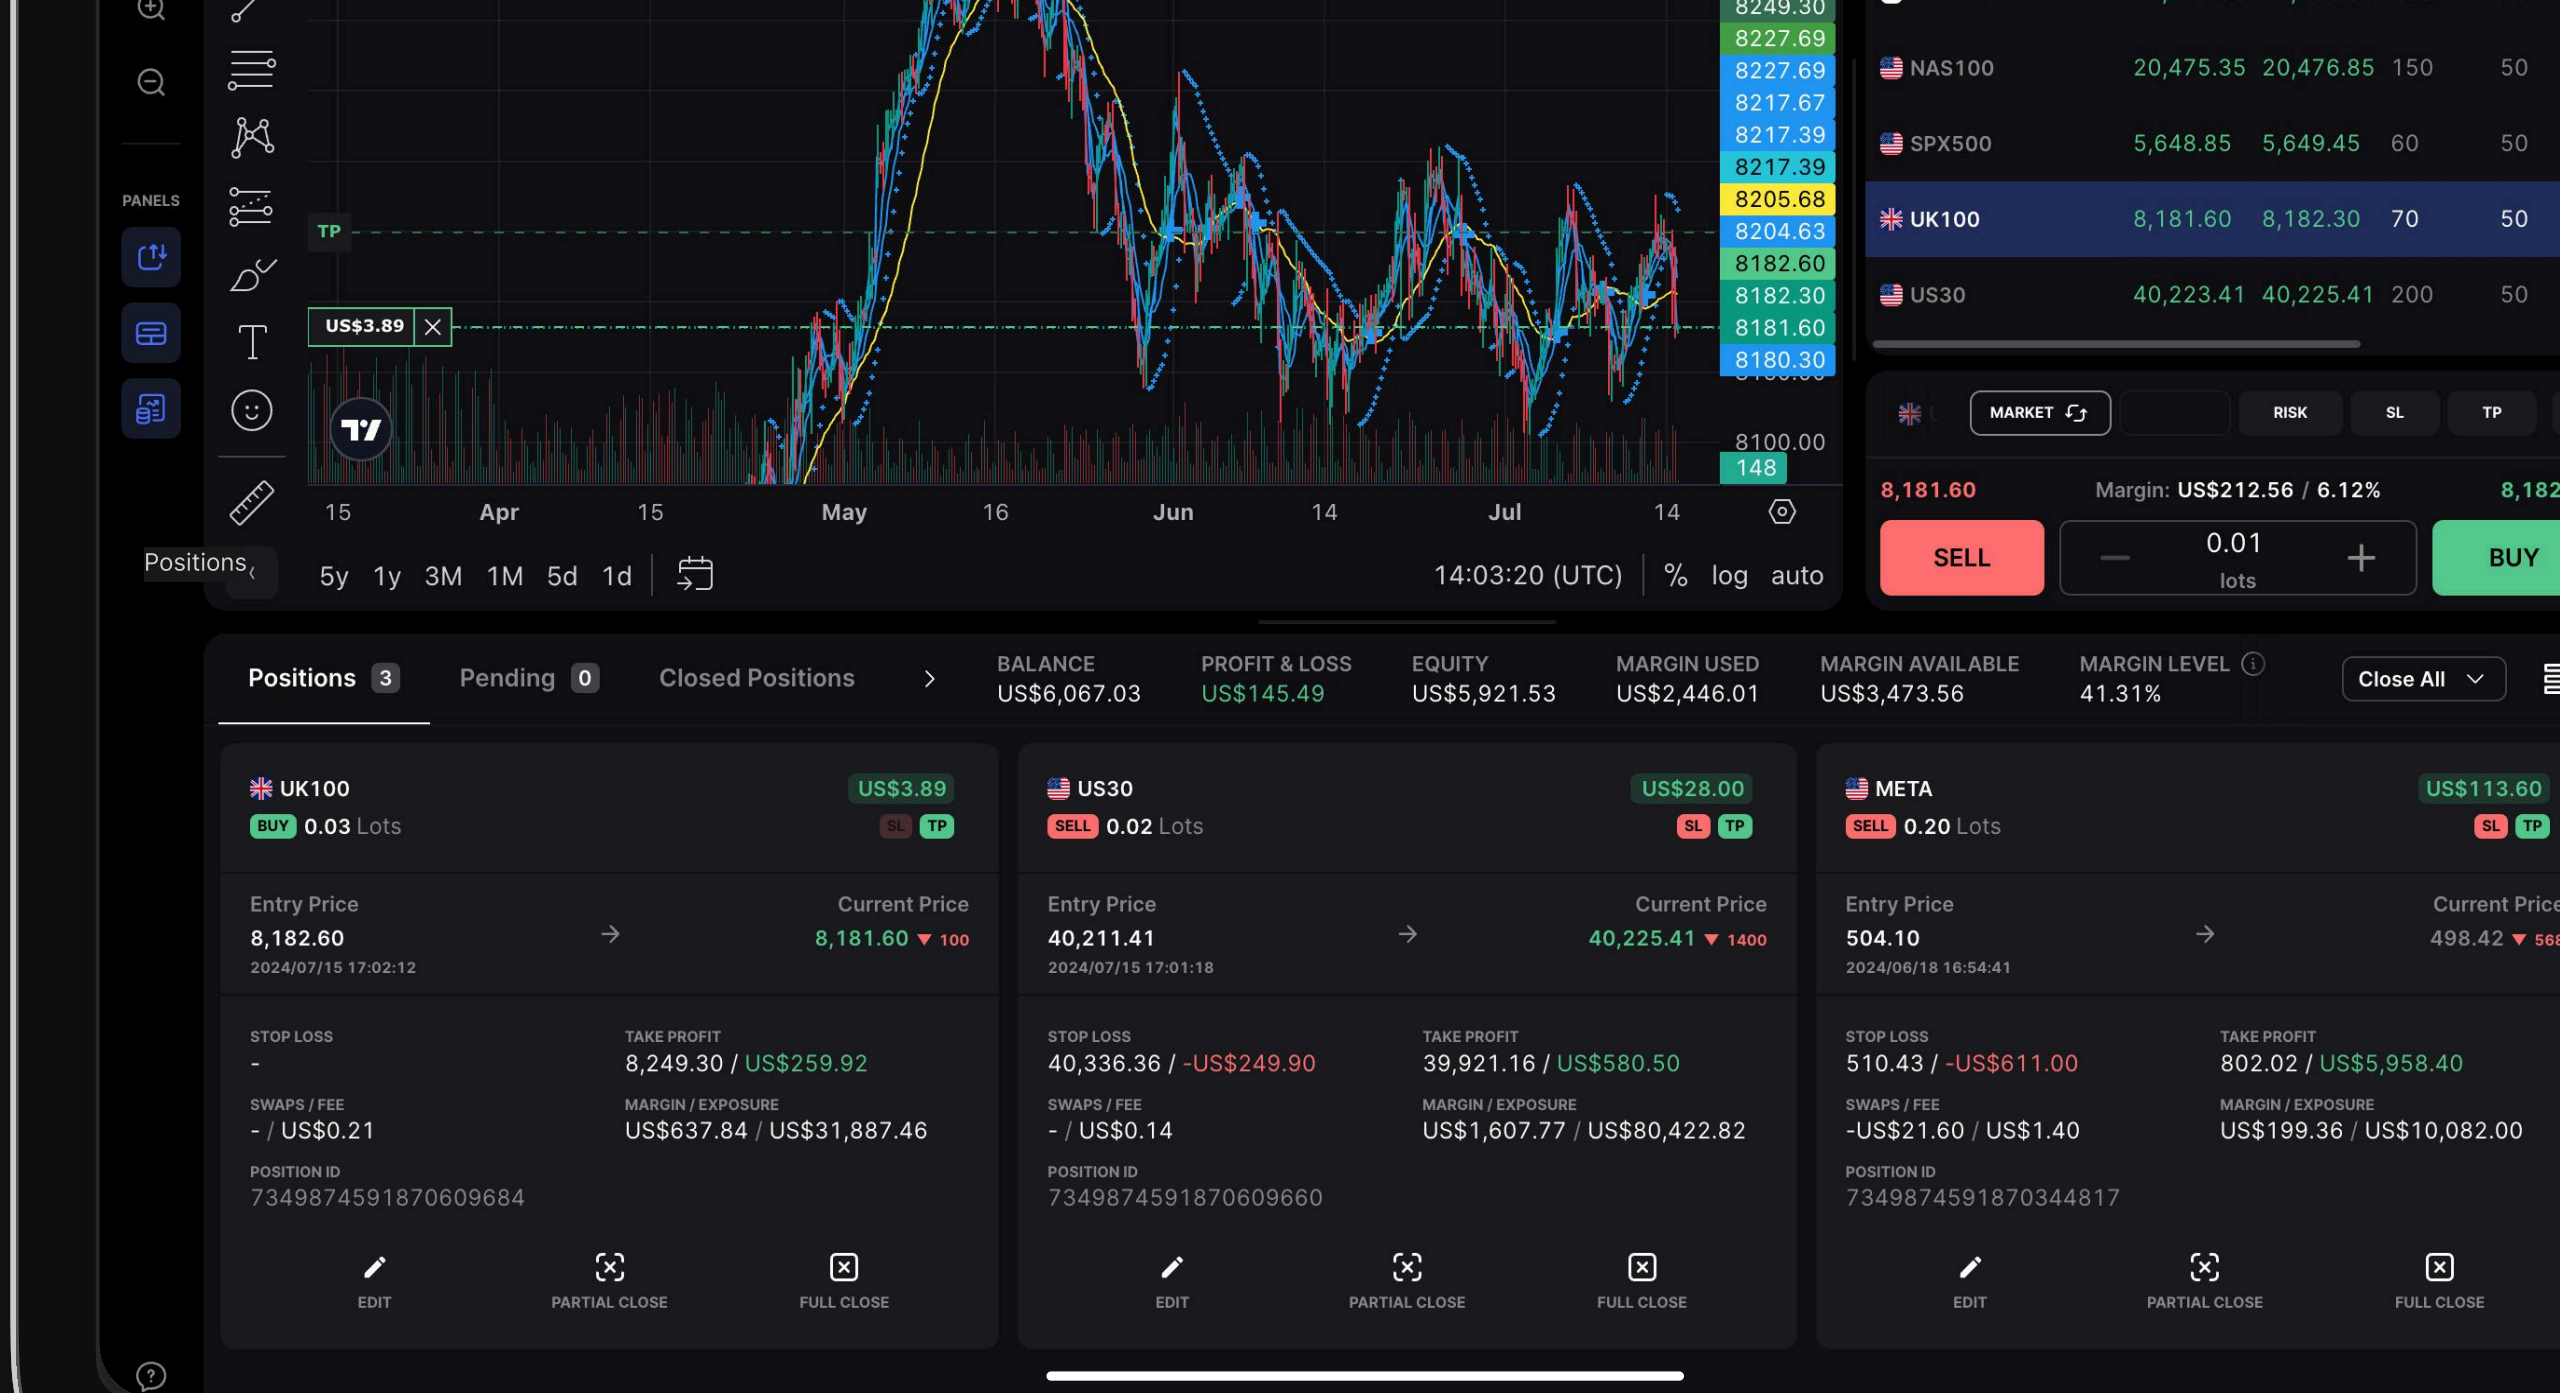 PANELS
Positions
TP
US$3.89
15 Apr 15 May 16 Jun 14 Jul 14
5y 1y 3M 1M 5d 1d
14:03:20 (UTC) % log auto
8249.30
8227.69
8227.69
8217.67
8217.39
8217.39
8205.68
8204.63
8182.60
8182.30
8181.60
8180.30
8100.00
148
NAS100 20,475.35 20,476.85 150 50
SPX500 5,648.85 5,649.45 60 50
UK100 8,181.60 8,182.30 70 50
US30 40,223.41 40,225.41 200 50
MARKET RISK SL TP
8,181.60 Margin: US$212.56 / 6.12% 8,182
SELL 0.01 BUY
lots
Positions 3 Pending 0 Closed Positions
BALANCE PROFIT & LOSS EQUITY MARGIN USED MARGIN AVAILABLE MARGIN LEVEL
US$6,067.03 US$145.49 US$5,921.53 US$2,446.01 US$3,473.56 41.31%
Close All
UK100 US$3.89
BUY 0.03 Lots SL TP
Entry Price Current Price
8,182.60 8,181.60 100
2024/07/15 17:02:12
STOP LOSS TAKE PROFIT
- 8,249.30 / US$259.92
SWAPS / FEE MARGIN / EXPOSURE
- / US$0.21 US$637.84 / US$31,887.46
POSITION ID
7349874591870609684
EDIT PARTIAL CLOSE FULL CLOSE
US30 US$28.00
SELL 0.02 Lots SL TP
Entry Price Current Price
40,211.41 40,225.41 1400
2024/07/15 17:01:18
STOP LOSS TAKE PROFIT
40,336.36 / -US$249.90 39,921.16 / US$580.50
SWAPS / FEE MARGIN / EXPOSURE
- / US$0.14 US$1,607.77 / US$80,422.82
POSITION ID
7349874591870609660
EDIT PARTIAL CLOSE FULL CLOSE
META US$113.60
SELL 0.20 Lots SL TP
Entry Price Current Price
504.10 498.42 568
2024/06/18 16:54:41
STOP LOSS TAKE PROFIT
510.43 / -US$611.00 802.02 / US$5,958.40
SWAPS / FEE MARGIN / EXPOSURE
-US$21.60 / US$1.40 US$199.36 / US$10,082.00
POSITION ID
7349874591870344817
EDIT PARTIAL CLOSE FULL CLOSE